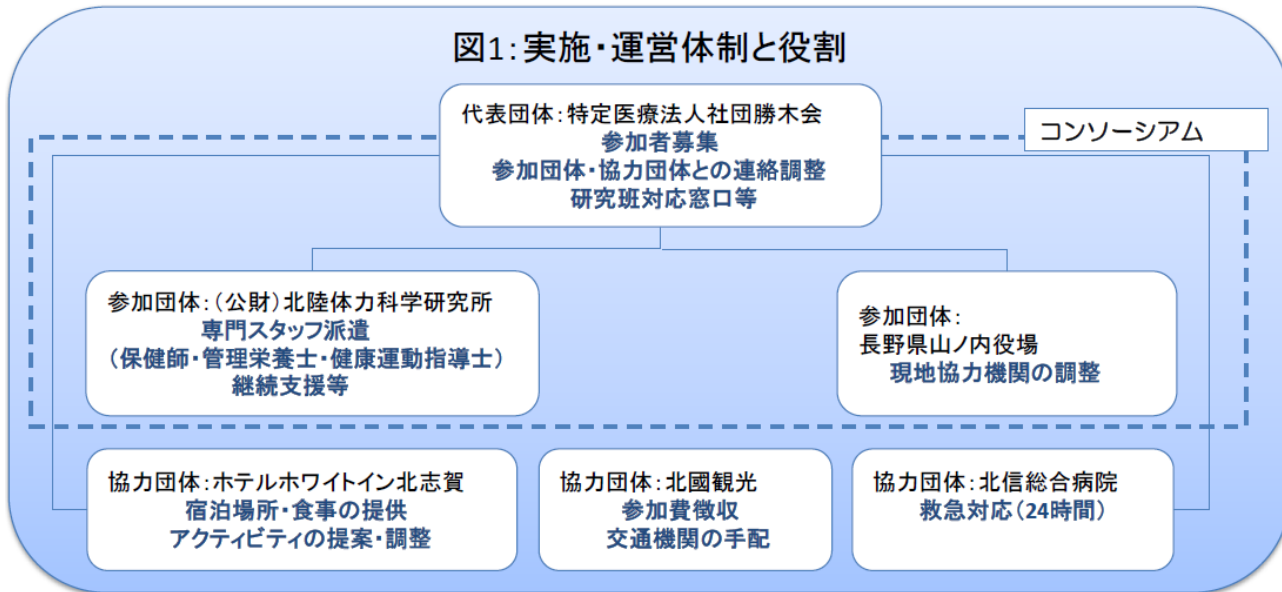 図1:実施・運営体制と役割
代表団体:特定医療法人社団勝木会
参加者募集
参加団体・協力団体との連絡調整
研究班対応窓口等
コンソーシアム
参加団体:(公財)北陸体力科学研究所
専門スタッフ派遣
(保健師・管理栄養士・健康運動指導士)
継続支援等
参加団体:
長野県山ノ内役場
現地協力機関の調整
協力団体:ホテルホワイトイン北志賀
宿泊場所・食事の提供
アクティビティの提案・調整
協力団体:北國観光
参加費徴収
交通機関の手配
協力団体:北信総合病院
救急対応(24時間)